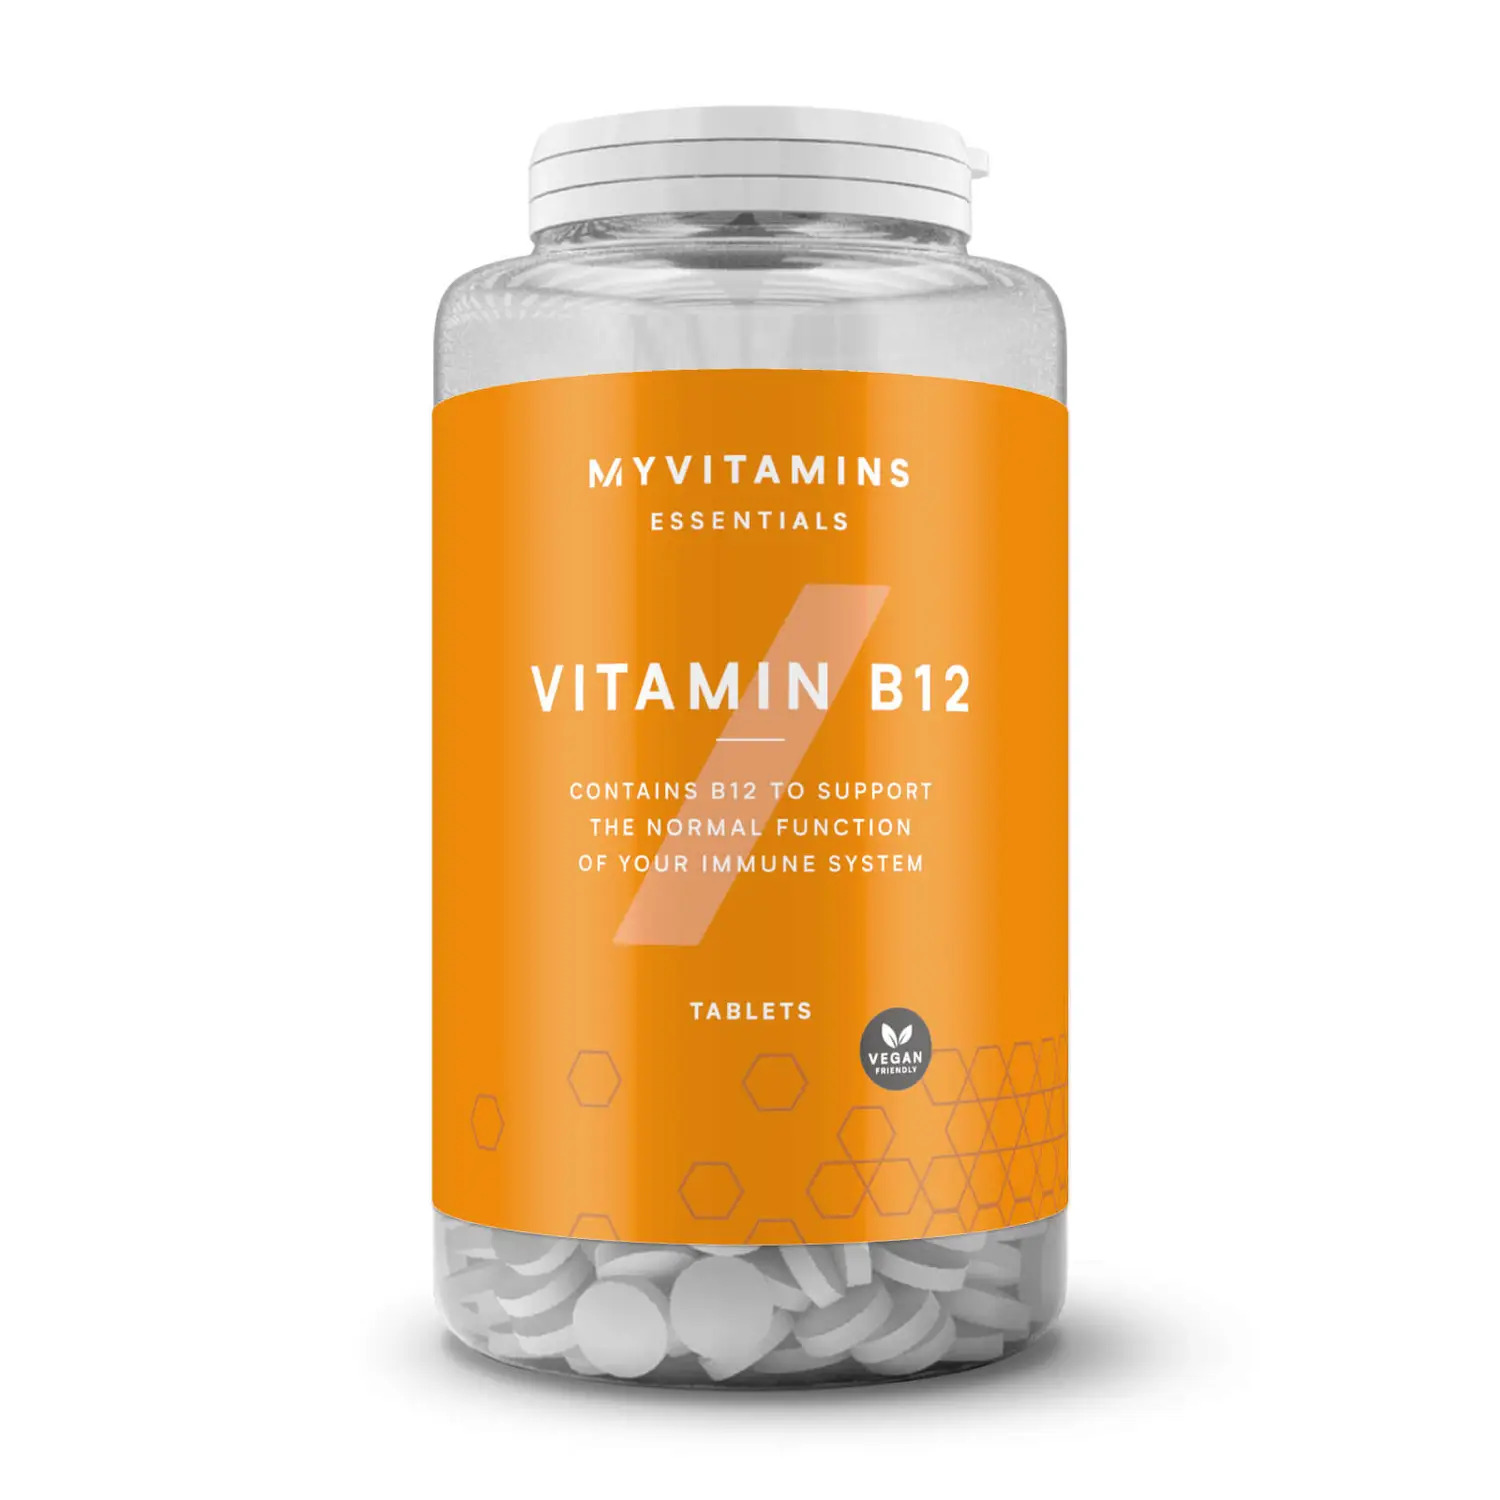 MYVITAMINS
ESSENTIALS
VITAMIN B12
CONTAINS B12 TO SUPPORT
THE NORMAL FUNCTION
OF YOUR IMMUNE SYSTEM
TABLETS
VEGAN
FRIENDLY